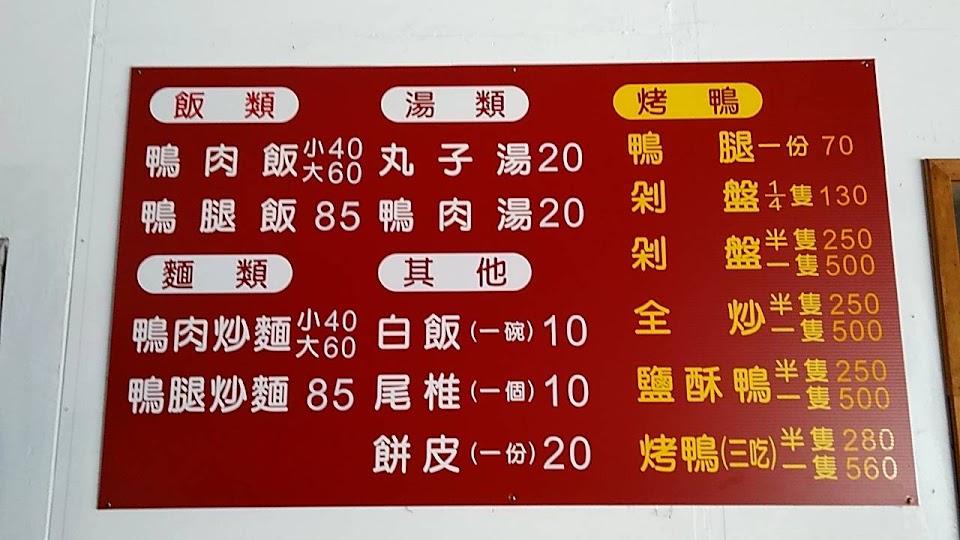 飯類
鴨肉飯 小40 大60
鴨腿飯 85
麵類
鴨肉炒麵 小40 大60
鴨腿炒麵 85
湯類
丸子湯 20
鴨肉湯 20
其他
白飯(一碗) 10
尾椎(一個) 10
餅皮(一份) 20
烤鴨
鴨腿 一份 70
剁盤 1/4隻 130
剁盤 半隻 250 一隻 500
全炒 半隻 250 一隻 500
鹽酥鴨 半隻 250 一隻 500
烤鴨(三吃) 半隻 280 一隻 560